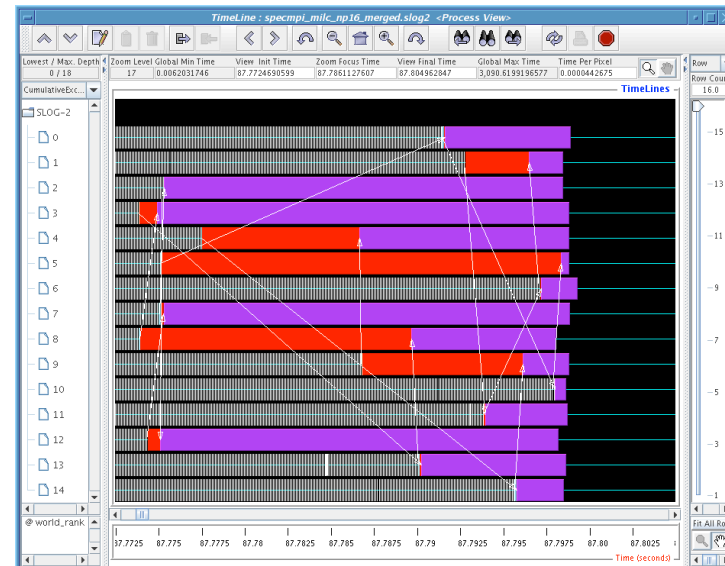 TimeLine : specmpi_milc_np16_merged.slog2 <Process View>
Lowest / Max. Depth
0 / 18
Zoom Level
17
Global Min Time
0.0062031746
View Init Time
87.7724690599
Zoom Focus Time
87.7861127607
View Final Time
87.804962847
Global Max Time
3,090.6199196577
Time Per Pixel
0.0000442675
Row
Row Cour
16.0
CumulativeExc...
TimeLines
SLOG-2
0
1
2
3
4
5
6
7
8
9
10
11
12
13
14
15
13
11
9
7
5
3
1
@ world_rank
Fit All Ro
87.7725
87.775
87.7775
87.78
87.7825
87.785
87.7875
87.79
87.7925
87.795
87.7975
87.80
87.8025
Time (seconds)